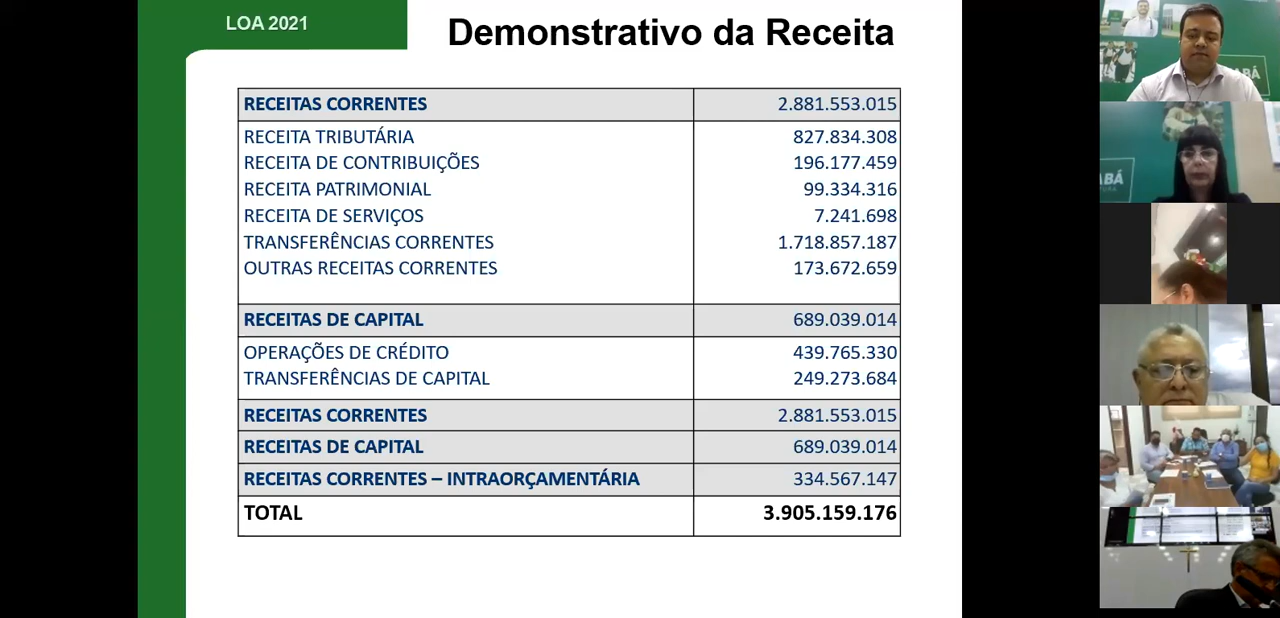 LOA 2021
Demonstrativo da Receita
RECEITAS CORRENTES 2.881.553.015
RECEITA TRIBUTÁRIA 827.834.308
RECEITA DE CONTRIBUIÇÕES 196.177.459
RECEITA PATRIMONIAL 99.334.316
RECEITA DE SERVIÇOS 7.241.698
TRANSFERÊNCIAS CORRENTES 1.718.857.187
OUTRAS RECEITAS CORRENTES 173.672.659
RECEITAS DE CAPITAL 689.039.014
OPERAÇÕES DE CRÉDITO 439.765.330
TRANSFERÊNCIAS DE CAPITAL 249.273.684
RECEITAS CORRENTES 2.881.553.015
RECEITAS DE CAPITAL 689.039.014
RECEITAS CORRENTES – INTRAORÇAMENTÁRIA 334.567.147
TOTAL 3.905.159.176
ABÁ
ABÁ